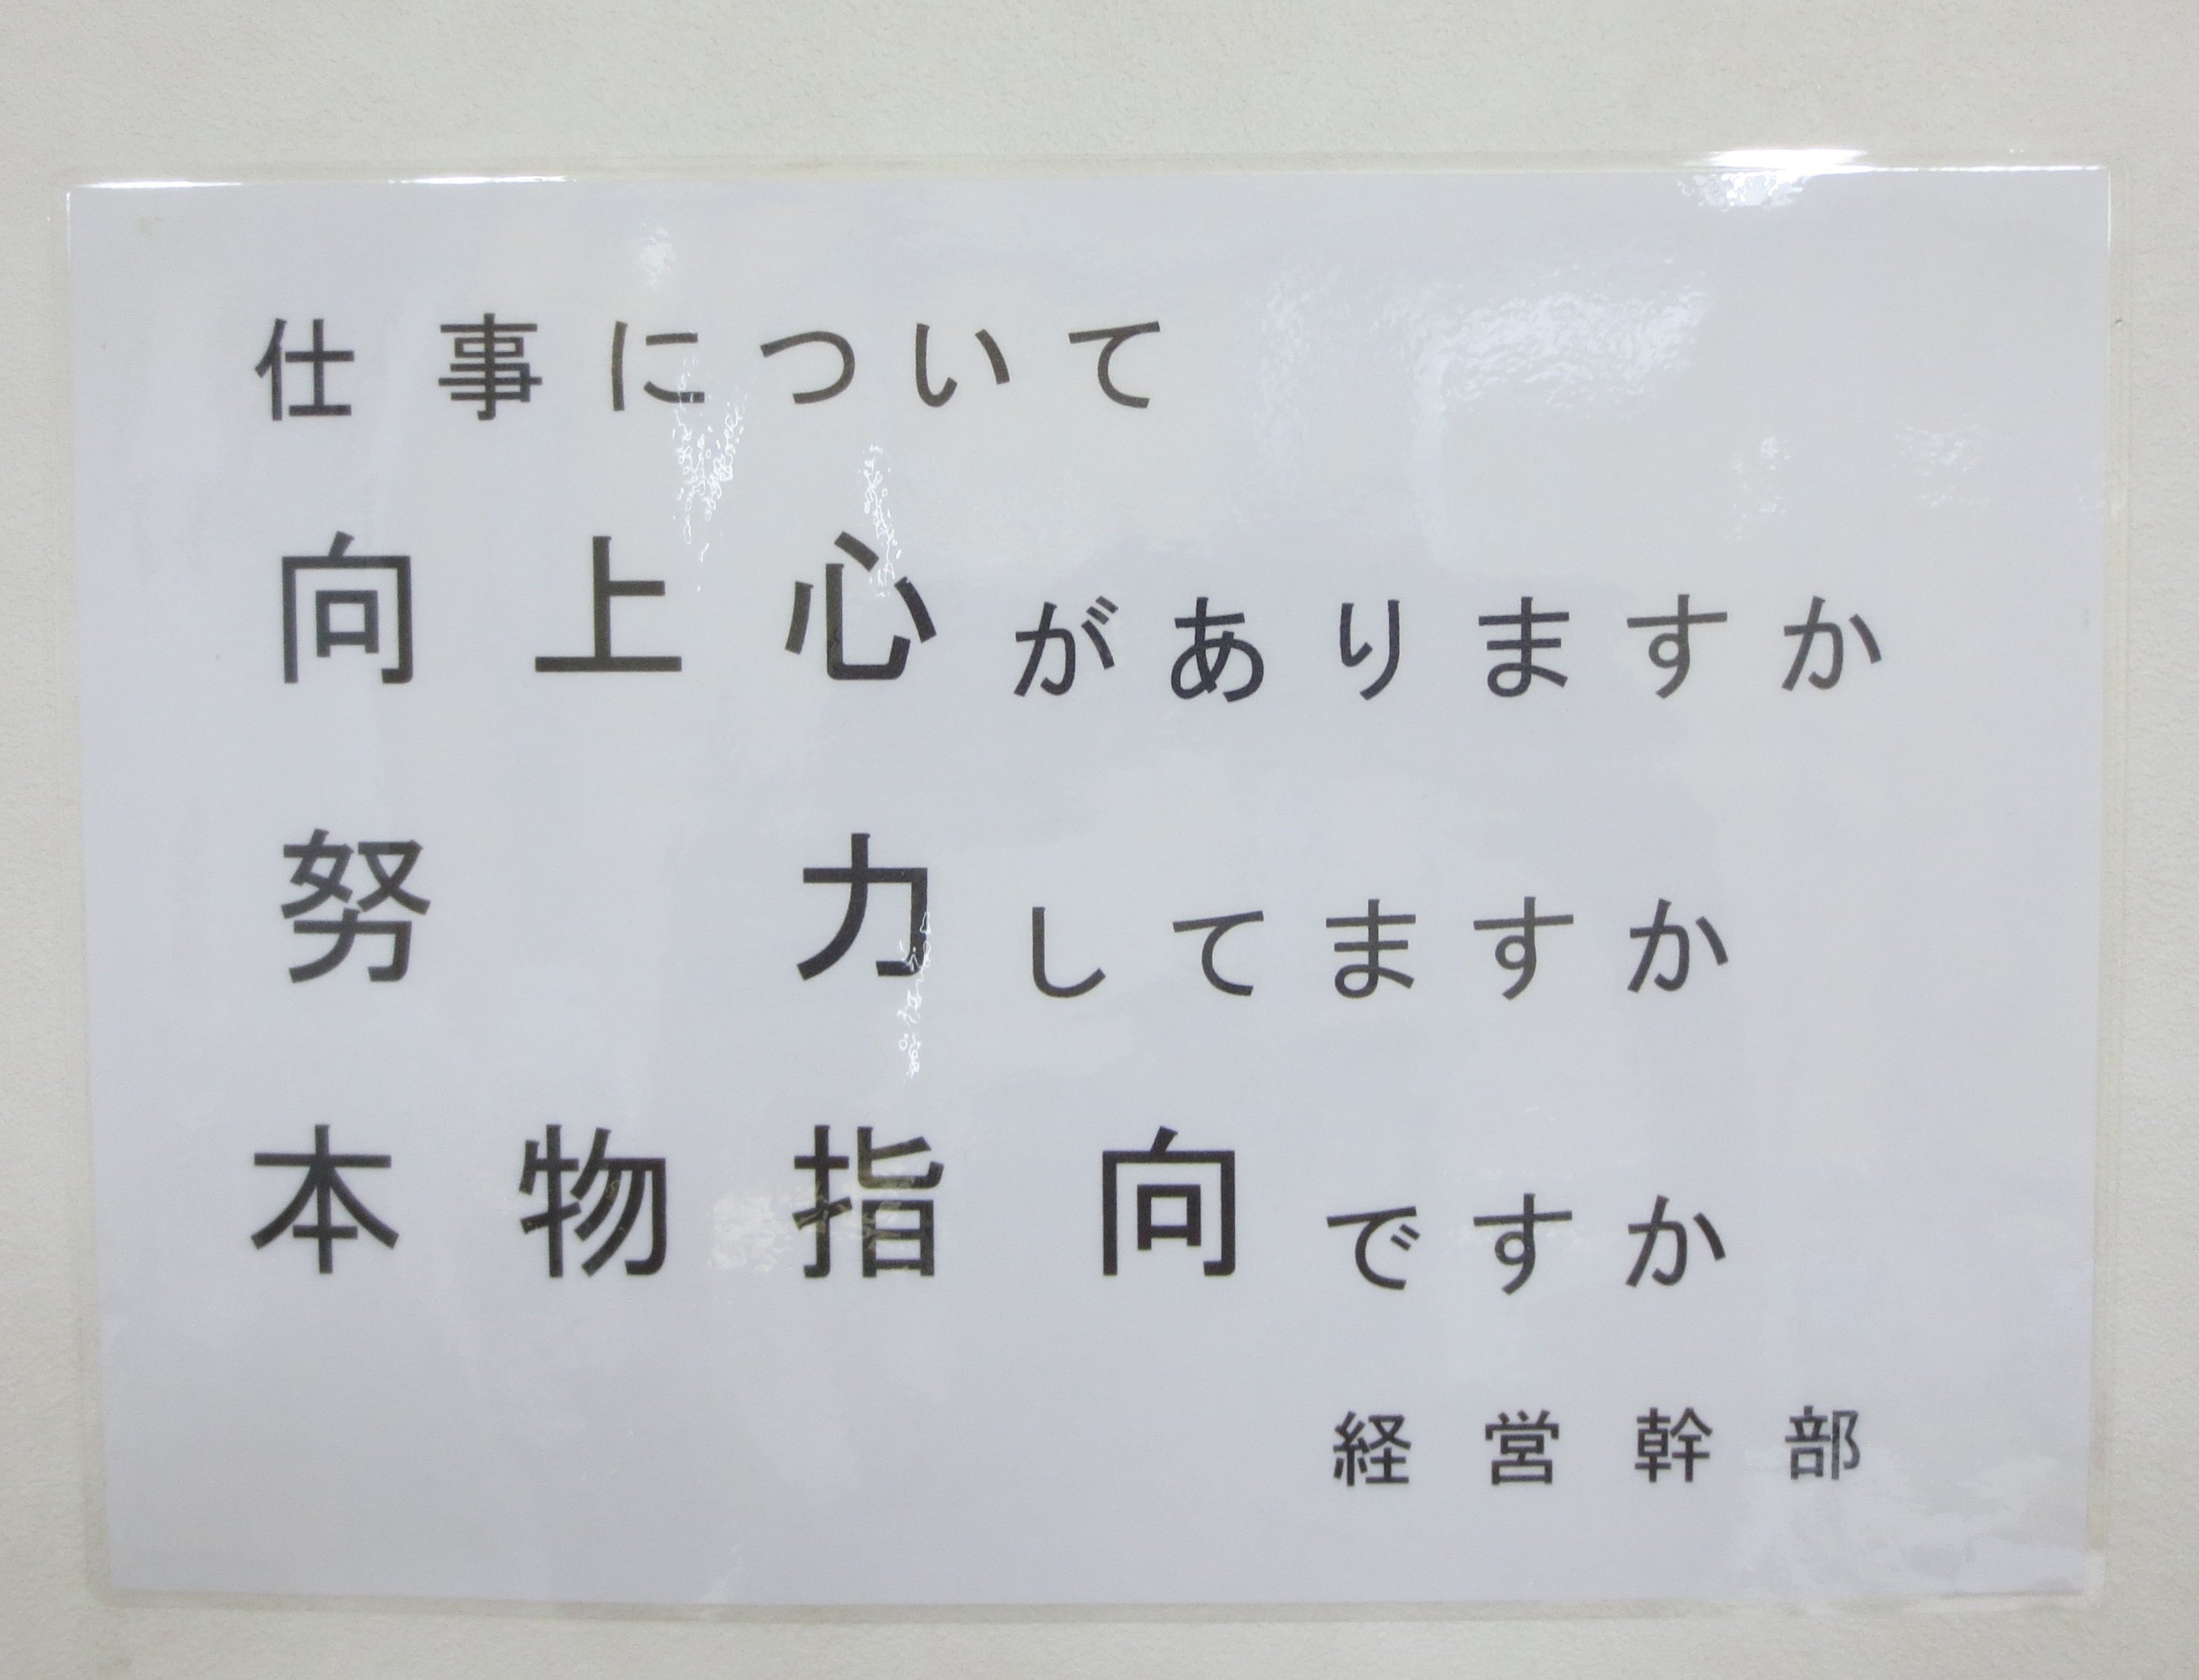 仕事について
向上心がありますか
努力してますか
本物指向ですか
経営幹部